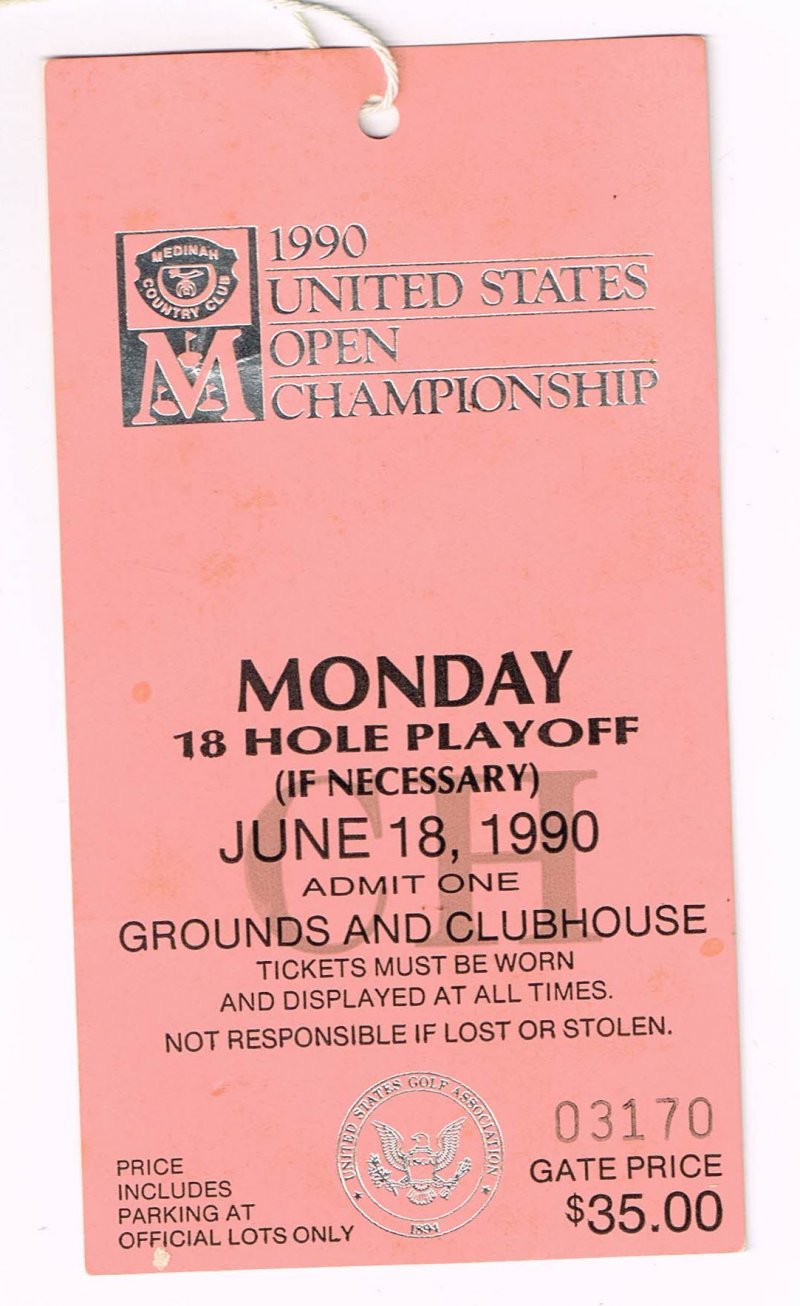 MEDINAH
COUNTRY CLUB
M
1990
UNITED STATES
OPEN
CHAMPIONSHIP
CH
MONDAY
18 HOLE PLAYOFF
(IF NECESSARY)
JUNE 18, 1990
ADMIT ONE
GROUNDS AND CLUBHOUSE
TICKETS MUST BE WORN
AND DISPLAYED AT ALL TIMES.
NOT RESPONSIBLE IF LOST OR STOLEN.
UNITED STATES GOLF ASSOCIATION
1894
03170
GATE PRICE
$35.00
PRICE
INCLUDES
PARKING AT
OFFICIAL LOTS ONLY